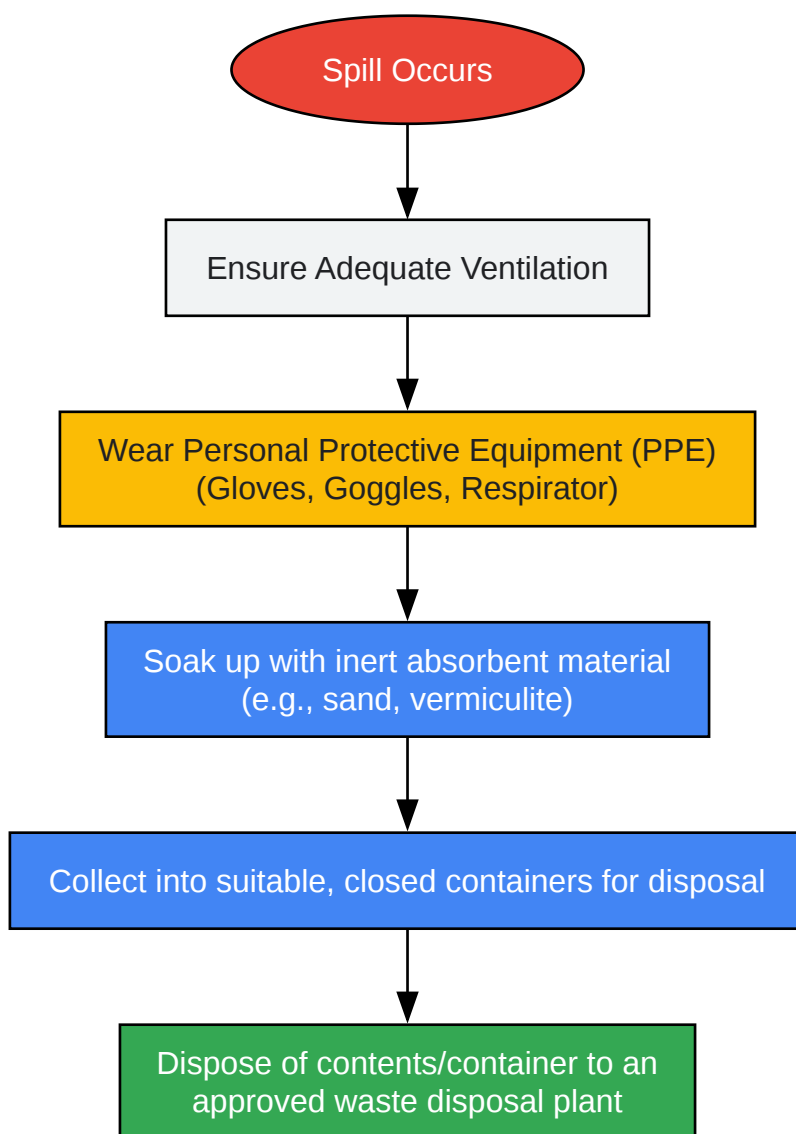 Spill Occurs
Ensure Adequate Ventilation
Wear Personal Protective Equipment (PPE)
(Gloves, Goggles, Respirator)
Soak up with inert absorbent material
(e.g., sand, vermiculite)
Collect into suitable, closed containers for disposal
Dispose of contents/container to an
approved waste disposal plant